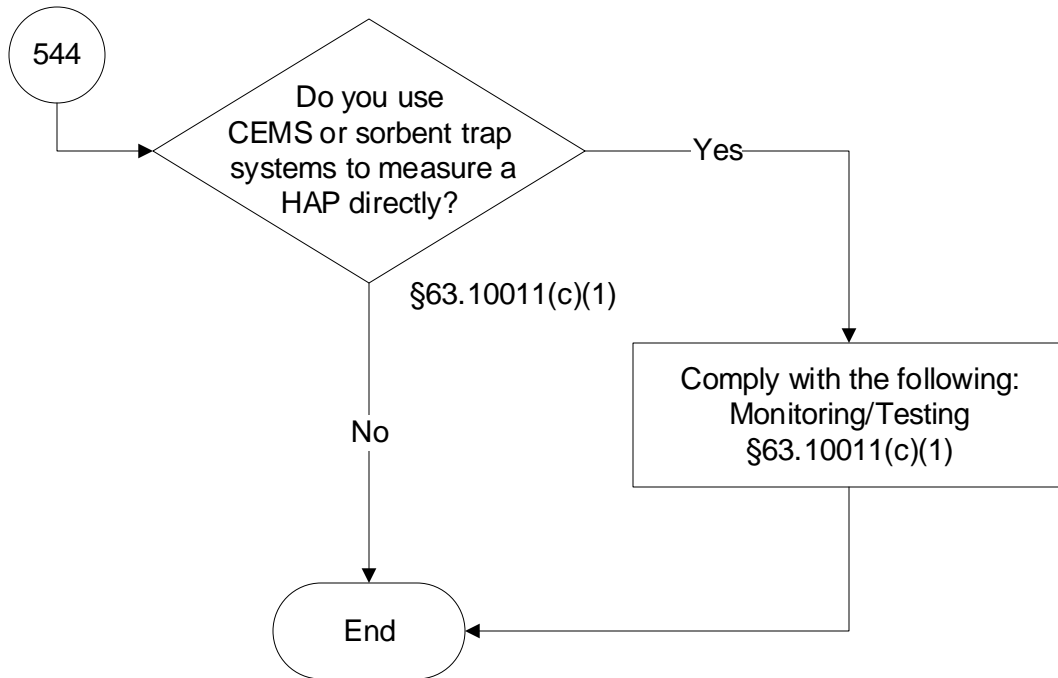 544
Do you use
CEMS or sorbent trap
systems to measure a
HAP directly?
Yes
§63.10011(c)(1)
Comply with the following:
Monitoring/Testing
§63.10011(c)(1)
No
End